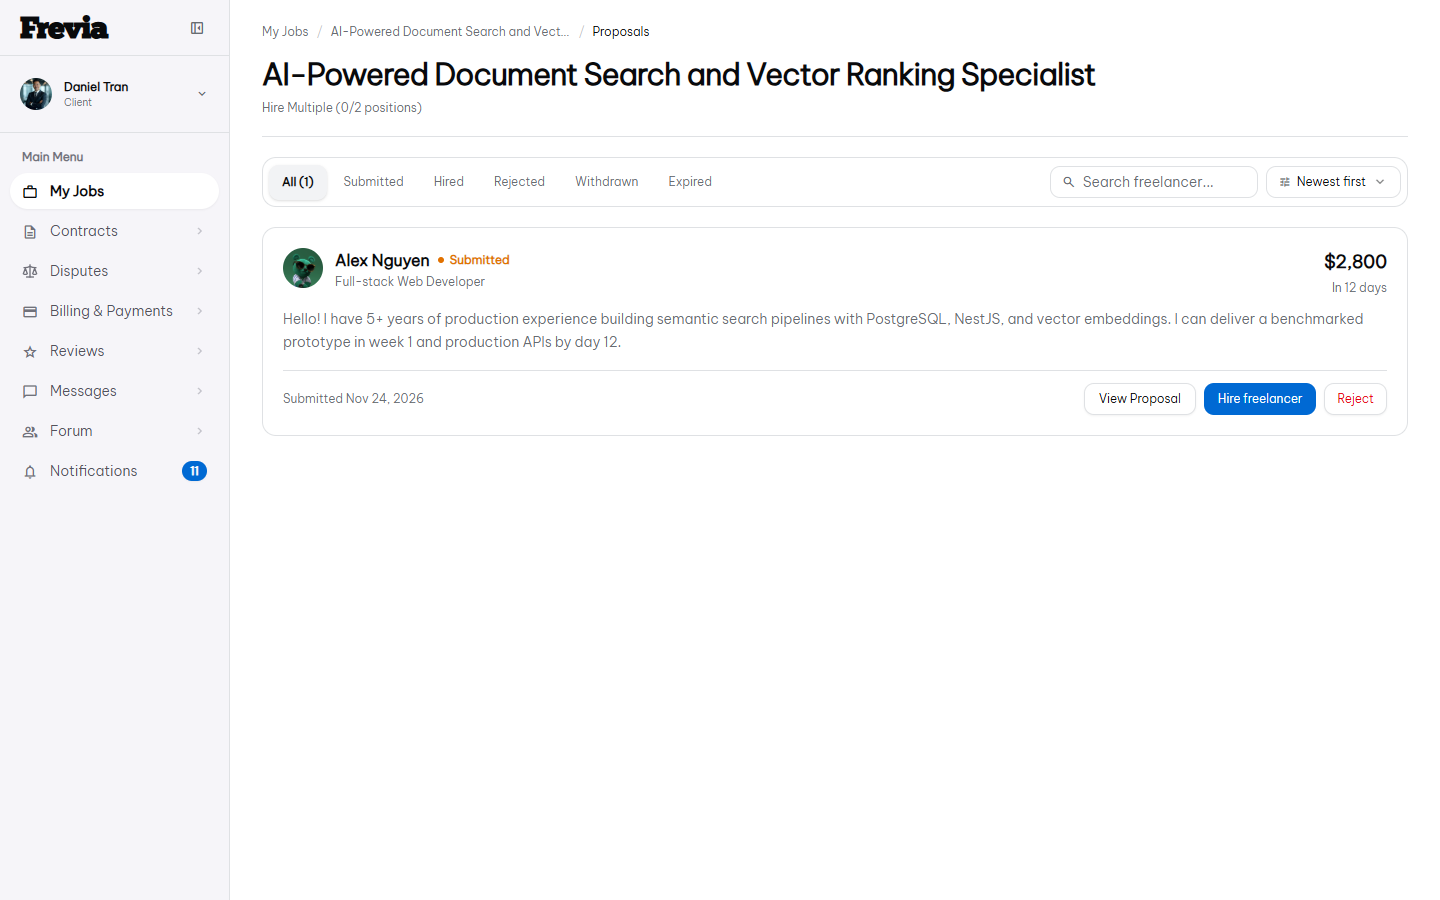 Frevia
Daniel Tran
Client
Main Menu
My Jobs
Contracts
Disputes
Billing & Payments
Reviews
Messages
Forum
Notifications 11
My Jobs / AI-Powered Document Search and Vect... / Proposals
AI-Powered Document Search and Vector Ranking Specialist
Hire Multiple (0/2 positions)
All (1) Submitted Hired Rejected Withdrawn Expired Search freelancer... Newest first
Alex Nguyen Submitted $2,800
Full-stack Web Developer In 12 days
Hello! I have 5+ years of production experience building semantic search pipelines with PostgreSQL, NestJS, and vector embeddings. I can deliver a benchmarked
prototype in week 1 and production APIs by day 12.
Submitted Nov 24, 2026 View Proposal Hire freelancer Reject